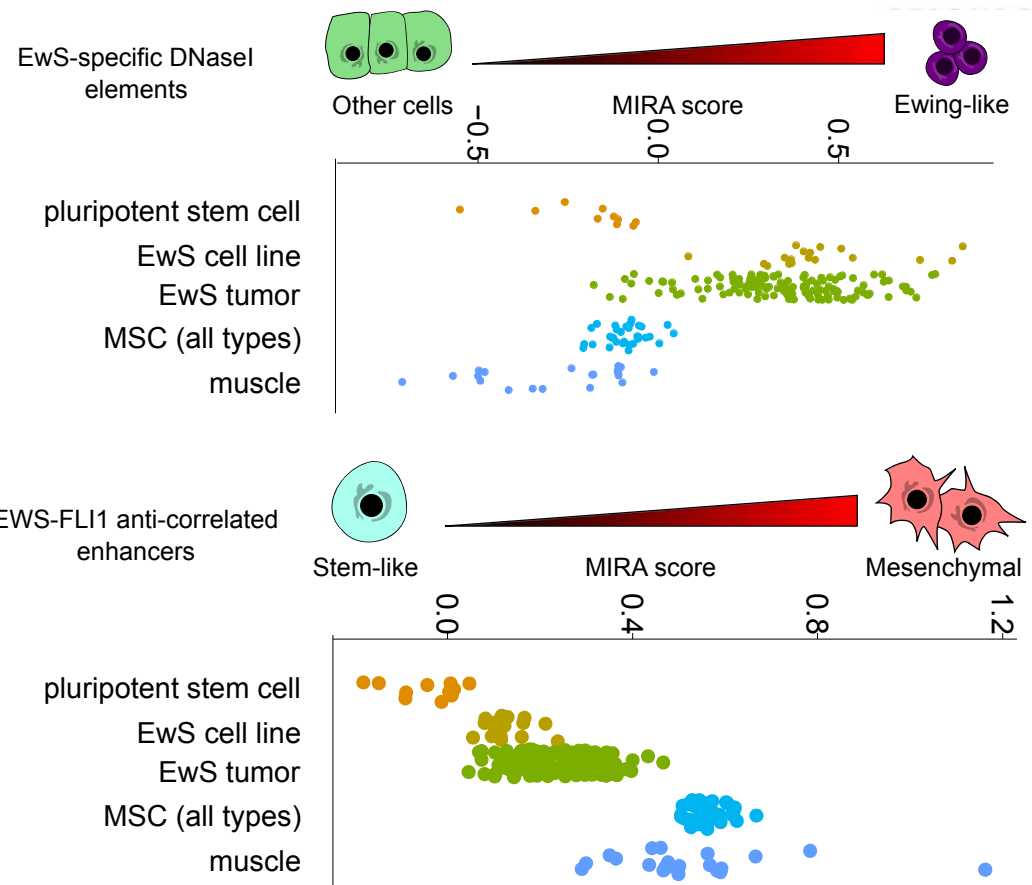 EwS-specific DNaseI
elements
Other cells
MIRA score
Ewing-like
−0.5
0.0
0.5
pluripotent stem cell
EwS cell line
EwS tumor
MSC (all types)
muscle
EWS-FLI1 anti-correlated
enhancers
Stem-like
MIRA score
Mesenchymal
0.0
0.4
0.8
1.2
pluripotent stem cell
EwS cell line
EwS tumor
MSC (all types)
muscle